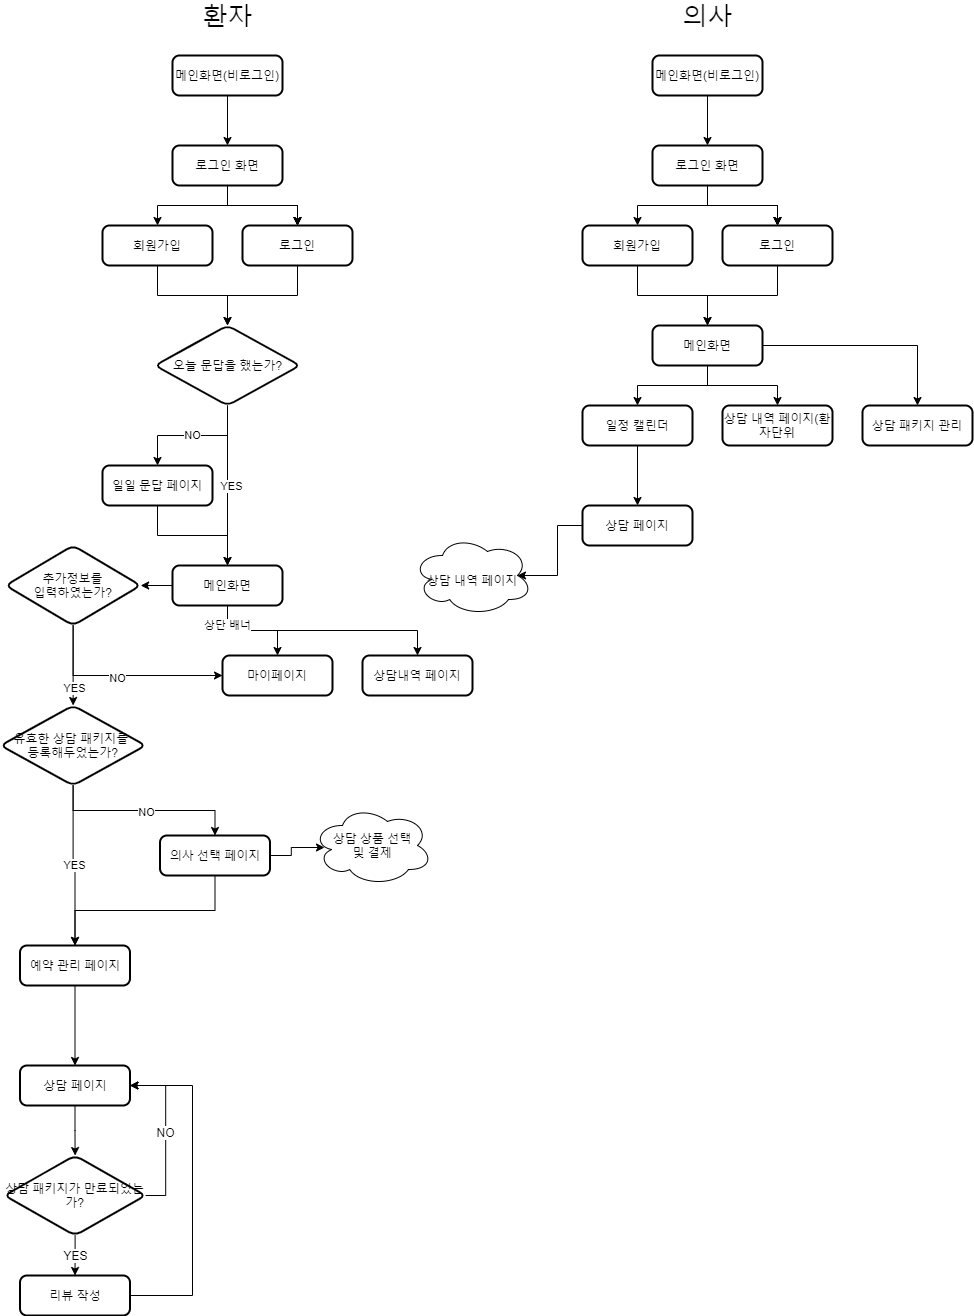 환자
의사
메인화면(비로그인)
메인화면(비로그인)
로그인 화면
로그인 화면
회원가입
로그인
회원가입
로그인
오늘 문답을 했는가?
메인화면
NO
일정 캘린더
상담 내역 페이지(환
자단위
상담 패키지 관리
일일 문답 페이지
YES
상담 페이지
추가정보를
입력하였는가?
메인화면
상담 내역 페이지
상단 배너
NO
마이페이지
상담내역 페이지
YES
유효한 상담 패키지를
등록해두었는가?
NO
상담 상품 선택
및 결제
YES
의사 선택 페이지
예약 관리 페이지
상담 페이지
NO
상담 패키지가 만료되었는
가?
YES
리뷰 작성